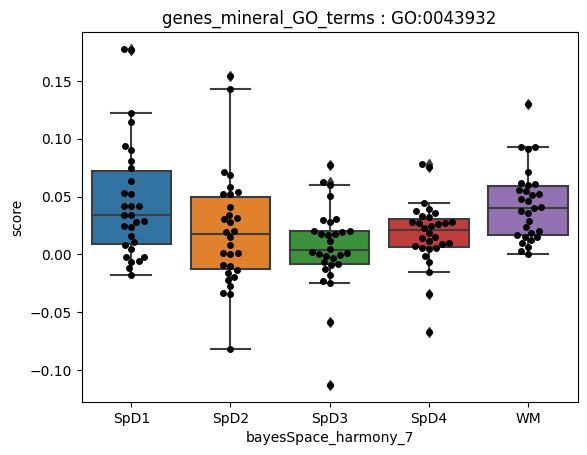 genes_mineral_GO_terms : GO:0043932
score
0.15
0.10
0.05
0.00
−0.05
−0.10
SpD1 SpD2 SpD3 SpD4 WM
bayesSpace_harmony_7